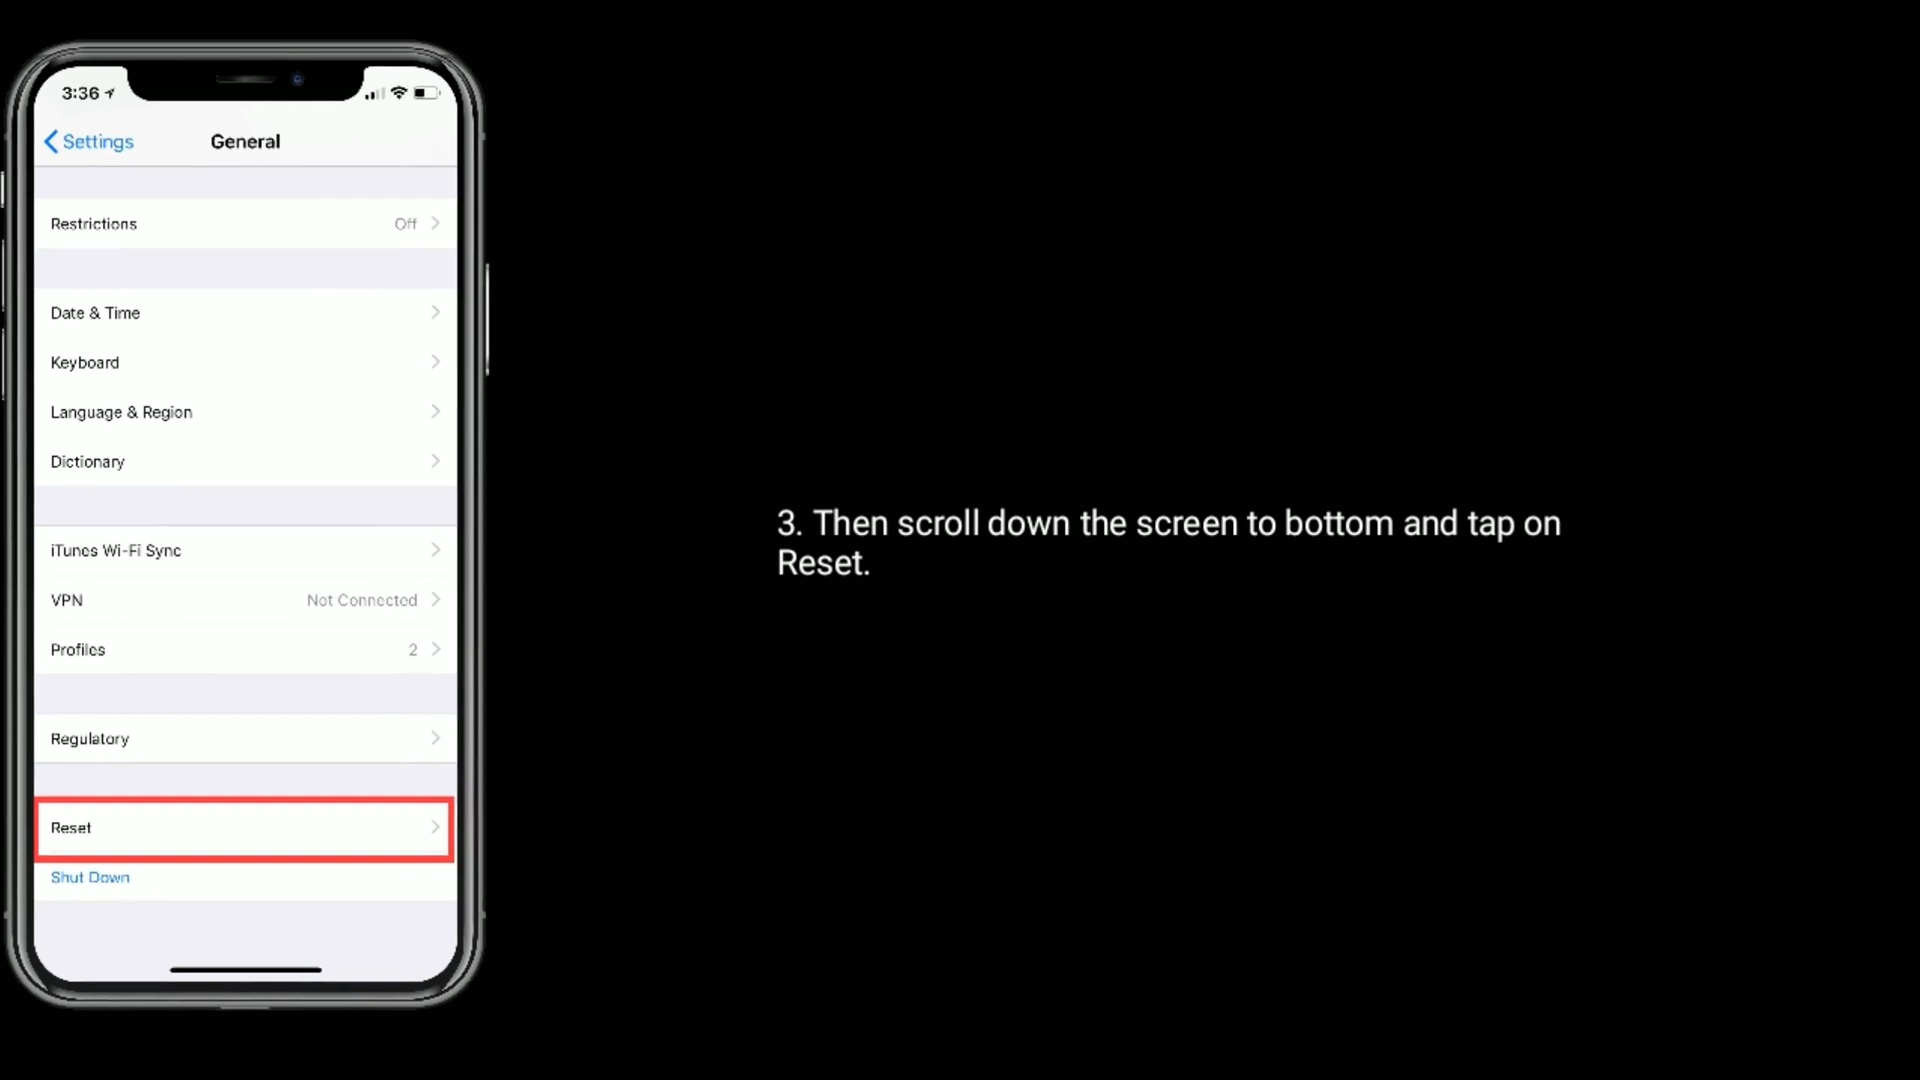 3:36
Settings
General
Restrictions Off
Date & Time
Keyboard
Language & Region
Dictionary
iTunes Wi-Fi Sync
VPN Not Connected
Profiles 2
Regulatory
Reset
Shut Down
3. Then scroll down the screen to bottom and tap on
Reset.